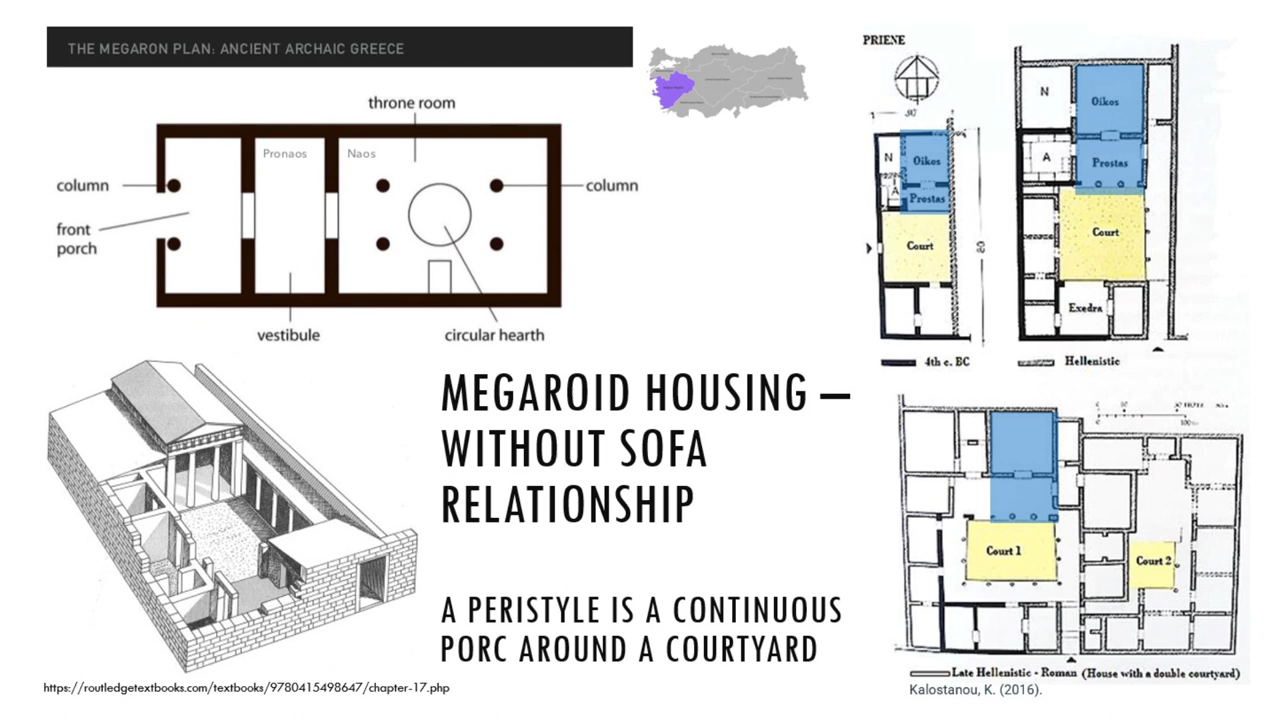 THE MEGARON PLAN: ANCIENT ARCHAIC GREECE
throne room
Pronaos
Naos
column
column
front
porch
vestibule
circular hearth
PRIENE
N
Oikos
A
Prostas
Court
N
Oikos
A
Prostas
Court
Exedra
4th c. BC
Hellenistic
MEGAROID HOUSING –
WITHOUT SOFA
RELATIONSHIP
A PERISTYLE IS A CONTINUOUS
PORC AROUND A COURTYARD
Court 1
Court 2
Late Hellenistic - Roman (House with a double courtyard)
Kalostanou, K. (2016).
https://routledgetextbooks.com/textbooks/9780415498647/chapter-17.php